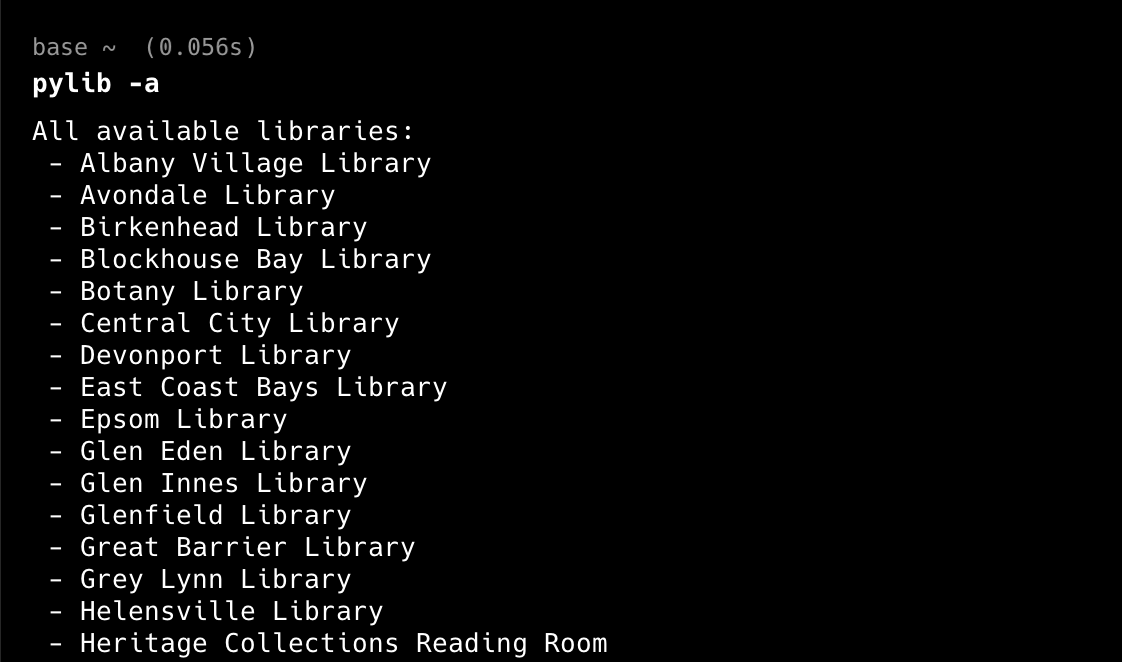 base ~  (0.056s)
pylib -a
All available libraries:
 - Albany Village Library
 - Avondale Library
 - Birkenhead Library
 - Blockhouse Bay Library
 - Botany Library
 - Central City Library
 - Devonport Library
 - East Coast Bays Library
 - Epsom Library
 - Glen Eden Library
 - Glen Innes Library
 - Glenfield Library
 - Great Barrier Library
 - Grey Lynn Library
 - Helensville Library
 - Heritage Collections Reading Room